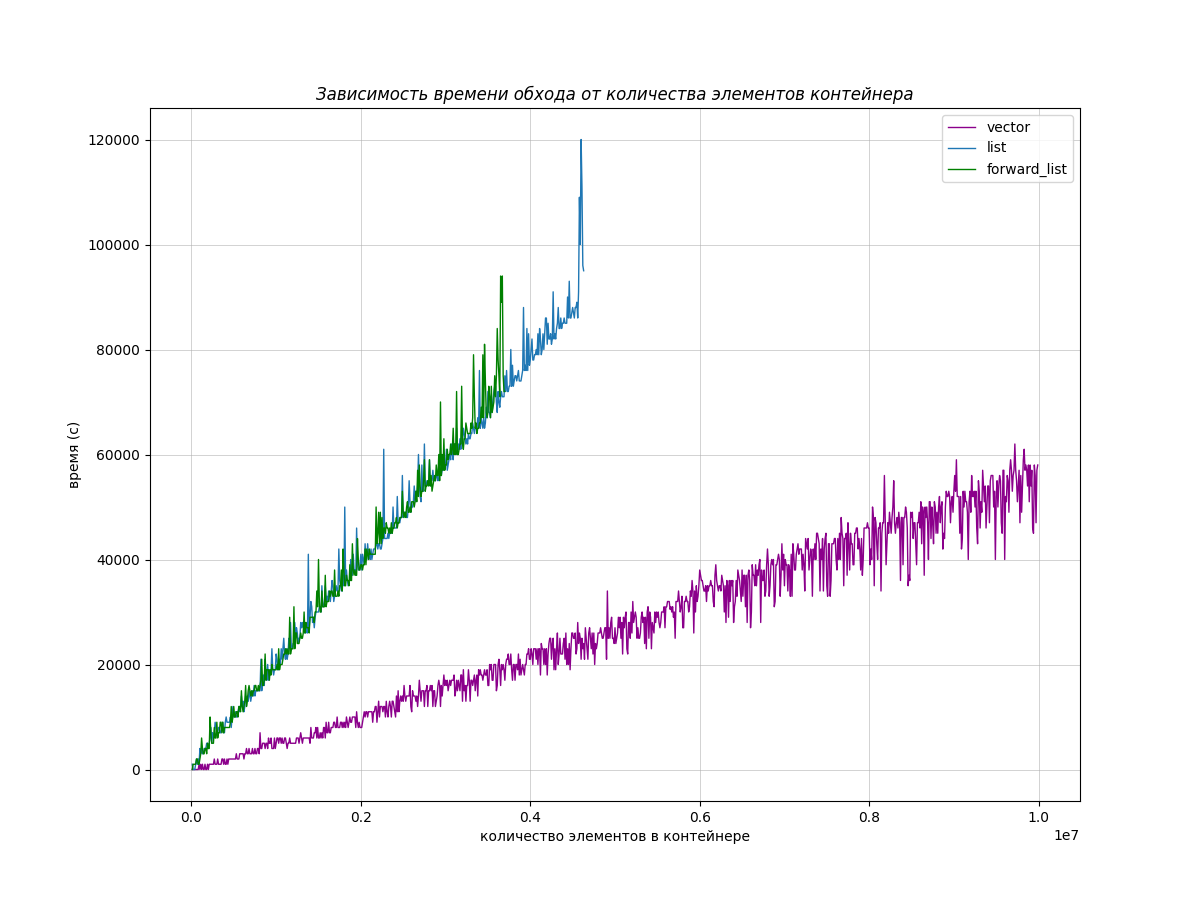 Зависимость времени обхода от количества элементов контейнера
vector
list
forward_list
120000
100000
80000
60000
40000
20000
0
время (с)
0.0
0.2
0.4
0.6
0.8
1.0
1e7
количество элементов в контейнере